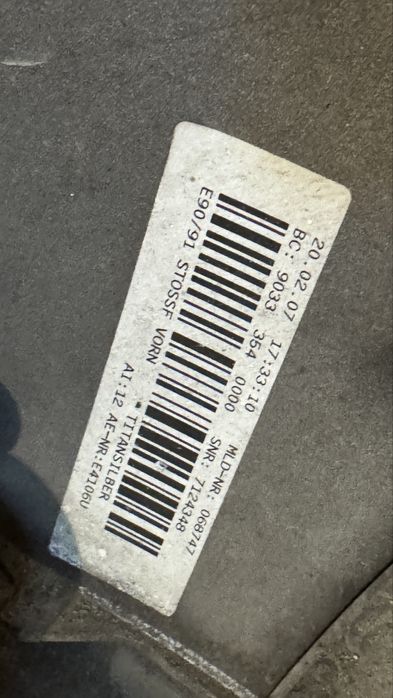 20.02.07 17:33:10 MLD-NR: 068747
BC: 9033 354 0000 SNR: 7124348
E90/91 STOSSF VORN TITANSILBER
AI:12 AE-NR:E4106U